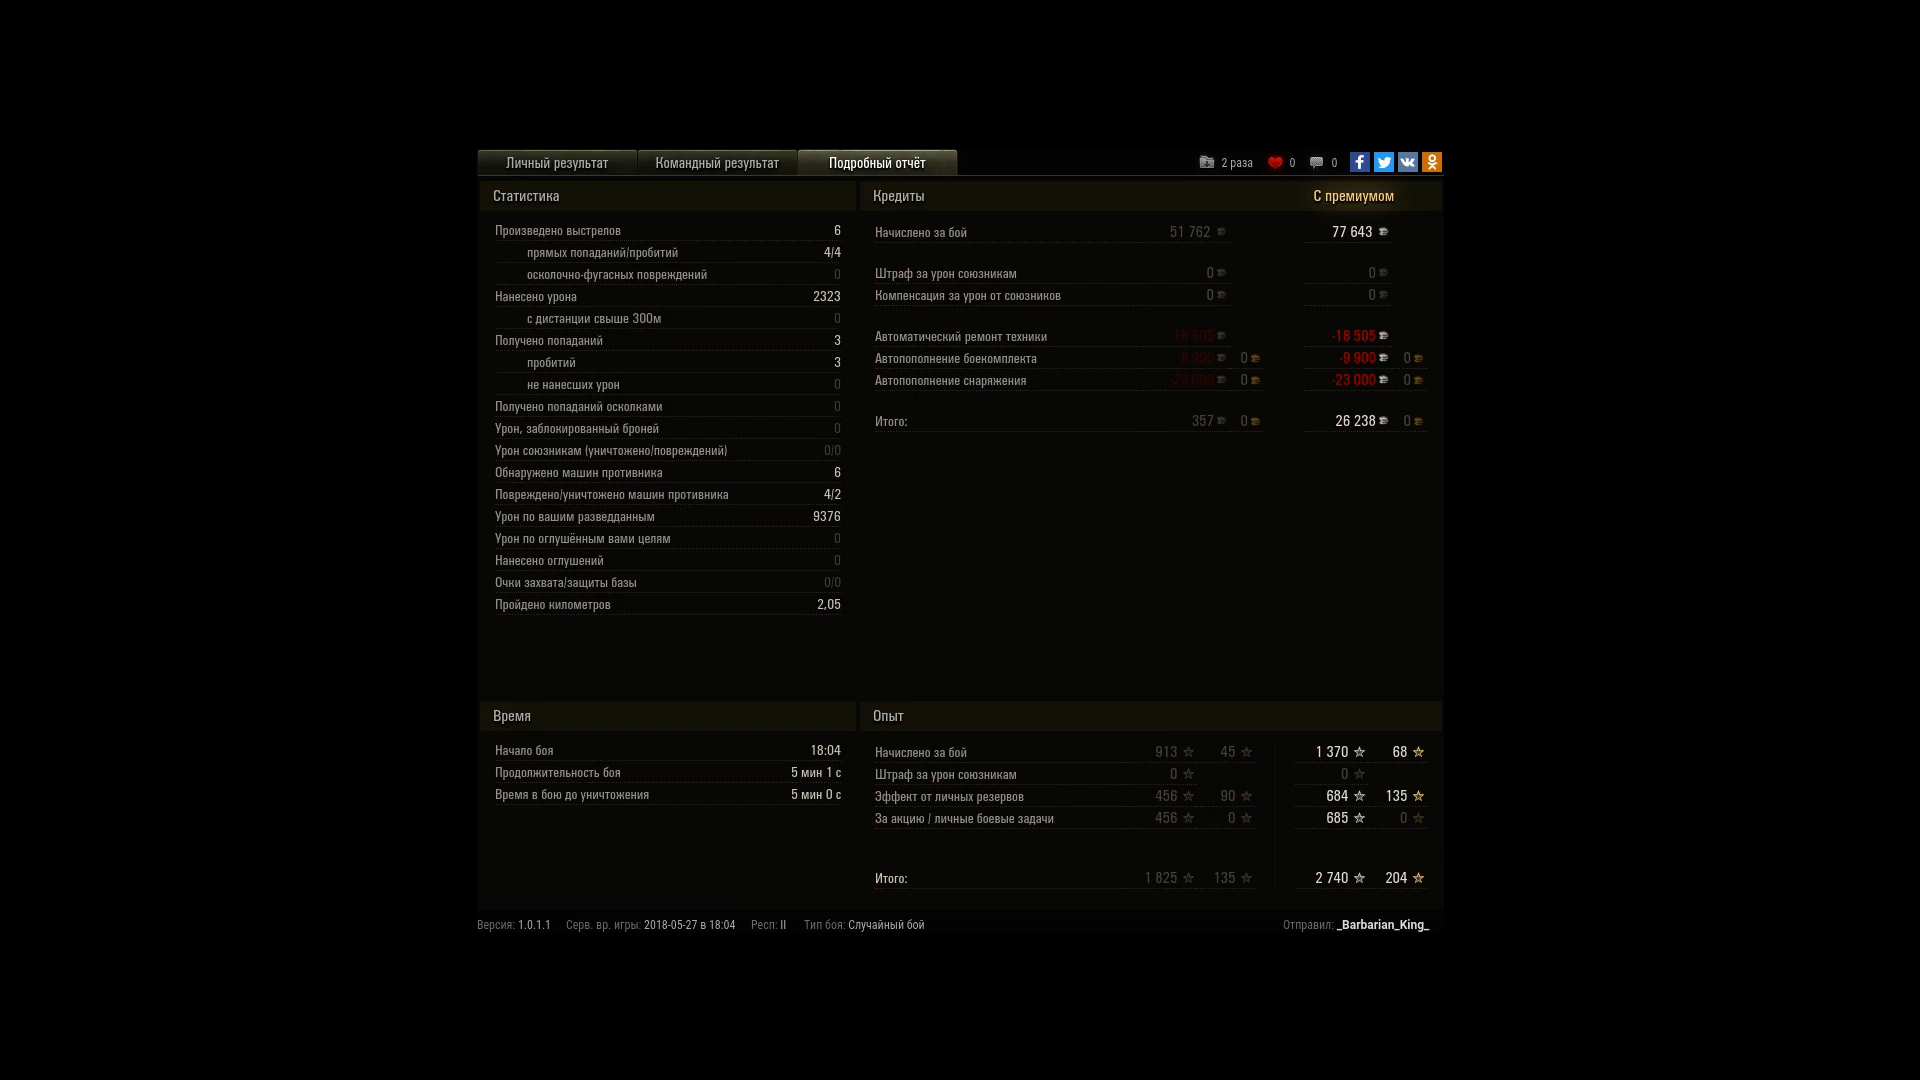 Личный результат Командный результат Подробный отчёт 2 раза 0 0
Статистика
Произведено выстрелов 6
прямых попаданий/пробитий 4/4
осколочно-фугасных повреждений 0
Нанесено урона 2323
с дистанции свыше 300м 0
Получено попаданий 3
пробитий 3
не нанесших урон 0
Получено попаданий осколками 0
Урон, заблокированный броней 0
Урон союзникам (уничтожено/повреждений) 0/0
Обнаружено машин противника 6
Повреждено/уничтожено машин противника 4/2
Урон по вашим разведданным 9376
Урон по оглушённым вами целям 0
Нанесено оглушений 0
Очки захвата/защиты базы 0/0
Пройдено километров 2,05
Кредиты С премиумом
Начислено за бой 51 762 77 643
Штраф за урон союзникам 0 0
Компенсация за урон от союзников 0 0
Автоматический ремонт техники -18 505 -18 505
Автопополнение боекомплекта -9 900 0 -9 900 0
Автопополнение снаряжения -23 000 0 -23 000 0
Итого: 357 0 26 238 0
Время
Начало боя 18:04
Продолжительность боя 5 мин 1 с
Время в бою до уничтожения 5 мин 0 с
Опыт
Начислено за бой 913 45 1 370 68
Штраф за урон союзникам 0 0
Эффект от личных резервов 456 90 684 135
За акцию / личные боевые задачи 456 0 685 0
Итого: 1 825 135 2 740 204
Версия: 1.0.1.1 Серв. вр. игры: 2018-05-27 в 18:04 Респ: II Тип боя: Случайный бой Отправил: _Barbarian_King_